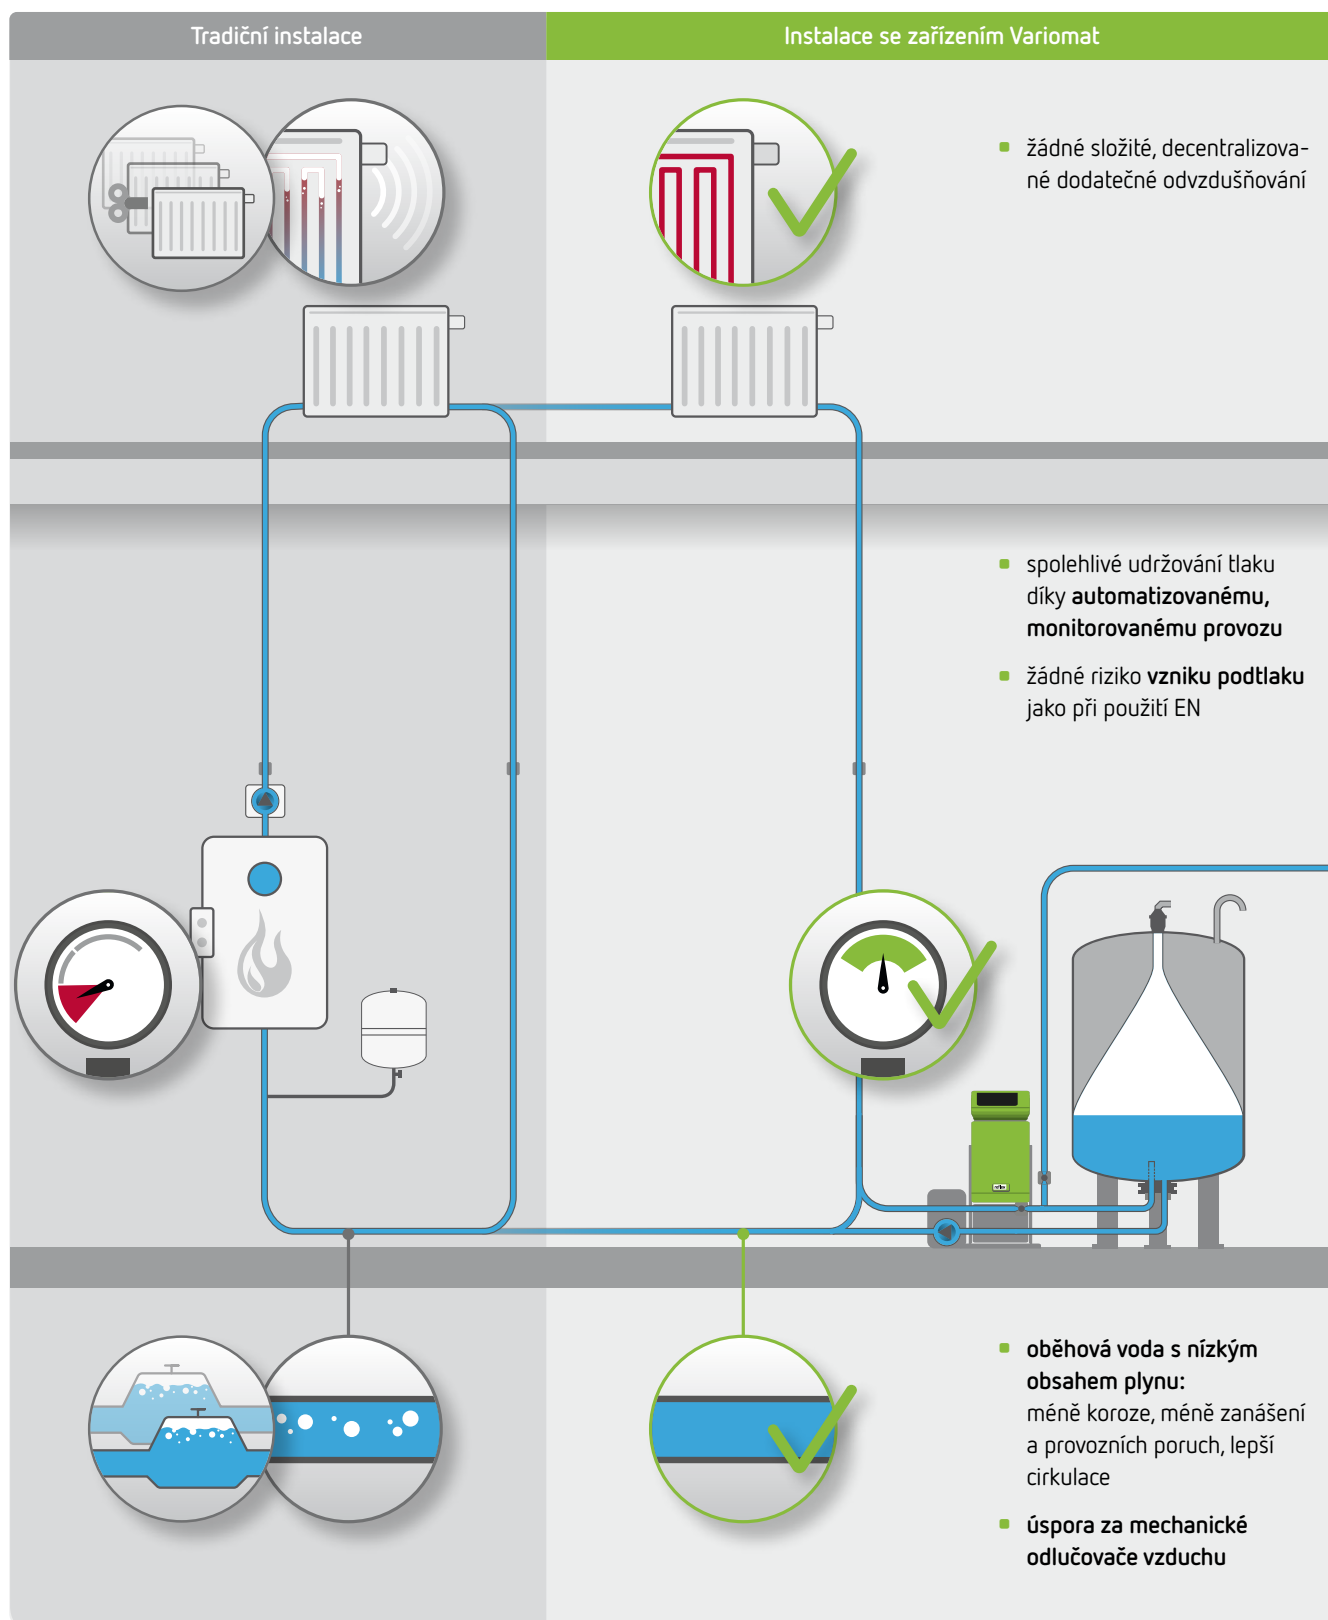 Tradiční instalace
Instalace se zařízením Variomat
žádné složité, decentralizova-
né dodatečné odvzdušňování
spolehlivé udržování tlaku
díky automatizovanému,
monitorovanému provozu
žádné riziko vzniku podtlaku
jako při použití EN
reflex
oběhová voda s nízkým
obsahem plynu:
méně koroze, méně zanášení
a provozních poruch, lepší
cirkulace
úspora za mechanické
odlučovače vzduchu